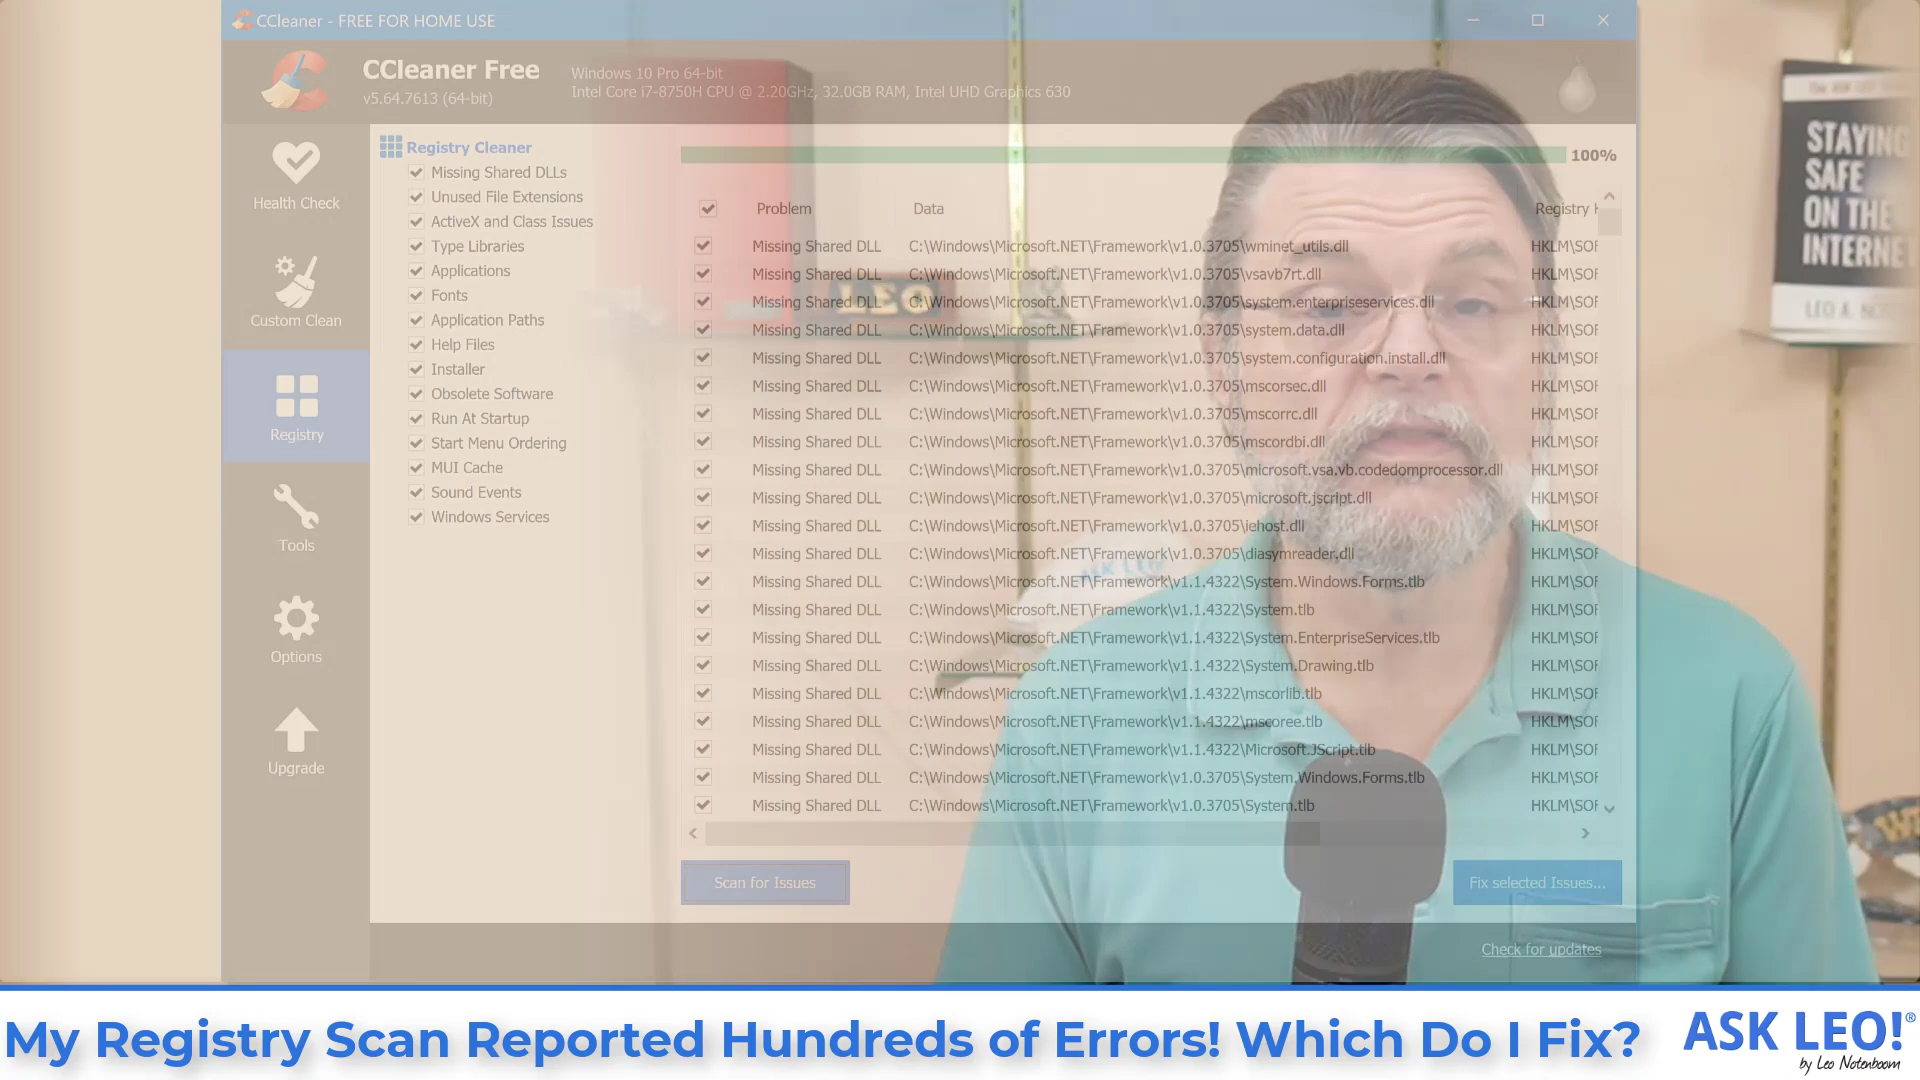 CCleaner - FREE FOR HOME USE
CCleaner Free
v5.64.7613 (64-bit)
Windows 10 Pro 64-bit
Intel Core i7-8750H CPU @ 2.20GHz, 32.0GB RAM, Intel UHD Graphics 630
Health Check
Custom Clean
Registry
Tools
Options
Upgrade
Registry Cleaner
Missing Shared DLLs
Unused File Extensions
ActiveX and Class Issues
Type Libraries
Applications
Fonts
Application Paths
Help Files
Installer
Obsolete Software
Run At Startup
Start Menu Ordering
MUI Cache
Sound Events
Windows Services
100%
Problem Data Registry
Missing Shared DLL C:\Windows\Microsoft.NET\Framework\v1.0.3705\wminet_utils.dll HKLM\SOF
Missing Shared DLL C:\Windows\Microsoft.NET\Framework\v1.0.3705\vsavb7rt.dll HKLM\SOF
Missing Shared DLL C:\Windows\Microsoft.NET\Framework\v1.0.3705\system.enterpriseservices.dll HKLM\SOF
Missing Shared DLL C:\Windows\Microsoft.NET\Framework\v1.0.3705\system.data.dll HKLM\SOF
Missing Shared DLL C:\Windows\Microsoft.NET\Framework\v1.0.3705\system.configuration.install.dll HKLM\SOF
Missing Shared DLL C:\Windows\Microsoft.NET\Framework\v1.0.3705\mscorsec.dll HKLM\SOF
Missing Shared DLL C:\Windows\Microsoft.NET\Framework\v1.0.3705\mscorrc.dll HKLM\SOF
Missing Shared DLL C:\Windows\Microsoft.NET\Framework\v1.0.3705\mscordbi.dll HKLM\SOF
Missing Shared DLL C:\Windows\Microsoft.NET\Framework\v1.0.3705\microsoft.vsa.vb.codedomprocessor.dll HKLM\SOF
Missing Shared DLL C:\Windows\Microsoft.NET\Framework\v1.0.3705\microsoft.jscript.dll HKLM\SOF
Missing Shared DLL C:\Windows\Microsoft.NET\Framework\v1.0.3705\iehost.dll HKLM\SOF
Missing Shared DLL C:\Windows\Microsoft.NET\Framework\v1.0.3705\diasymreader.dll HKLM\SOF
Missing Shared DLL C:\Windows\Microsoft.NET\Framework\v1.1.4322\System.Windows.Forms.tlb HKLM\SOF
Missing Shared DLL C:\Windows\Microsoft.NET\Framework\v1.1.4322\System.tlb HKLM\SOF
Missing Shared DLL C:\Windows\Microsoft.NET\Framework\v1.1.4322\System.EnterpriseServices.tlb HKLM\SOF
Missing Shared DLL C:\Windows\Microsoft.NET\Framework\v1.1.4322\System.Drawing.tlb HKLM\SOF
Missing Shared DLL C:\Windows\Microsoft.NET\Framework\v1.1.4322\mscorlib.tlb HKLM\SOF
Missing Shared DLL C:\Windows\Microsoft.NET\Framework\v1.1.4322\mscoree.tlb HKLM\SOF
Missing Shared DLL C:\Windows\Microsoft.NET\Framework\v1.1.4322\Microsoft.JScript.tlb HKLM\SOF
Missing Shared DLL C:\Windows\Microsoft.NET\Framework\v1.0.3705\System.Windows.Forms.tlb HKLM\SOF
Missing Shared DLL C:\Windows\Microsoft.NET\Framework\v1.0.3705\System.tlb HKLM\SOF
Scan for Issues
Fix selected Issues...
Check for updates
LEO
ASK LEO!
STAYING
SAFE
ON THE
INTERNET
LEO A.
My Registry Scan Reported Hundreds of Errors! Which Do I Fix?
ASK LEO!®
by Leo Notenboom